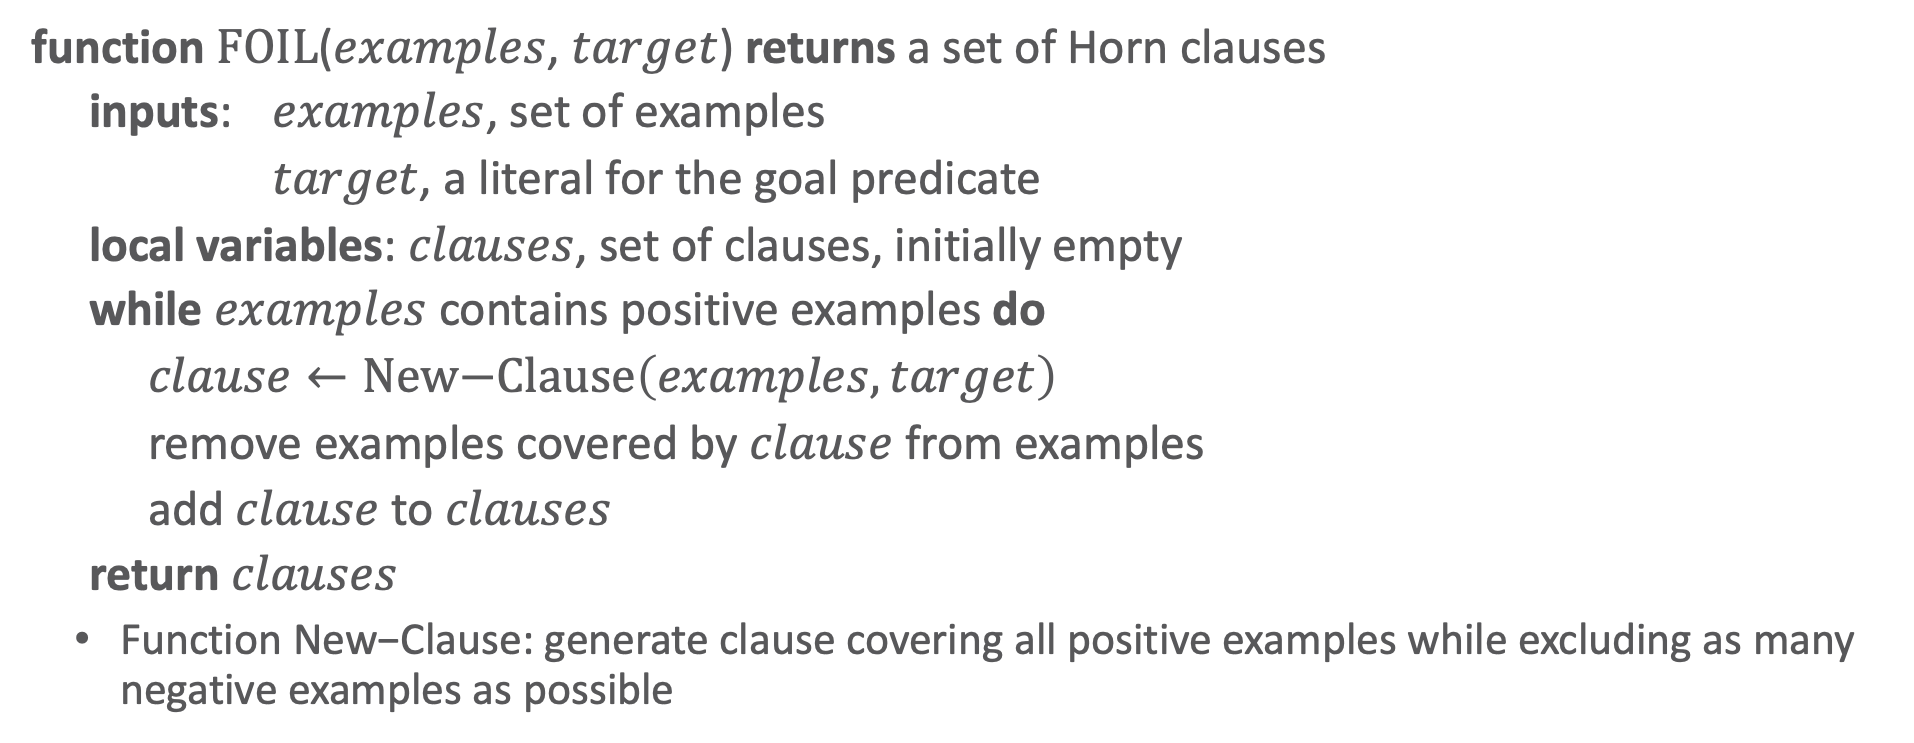 function FOIL(examples, target) returns a set of Horn clauses
inputs: examples, set of examples
target, a literal for the goal predicate
local variables: clauses, set of clauses, initially empty
while examples contains positive examples do
clause ← New−Clause(examples, target)
remove examples covered by clause from examples
add clause to clauses
return clauses
• Function New−Clause: generate clause covering all positive examples while excluding as many
negative examples as possible